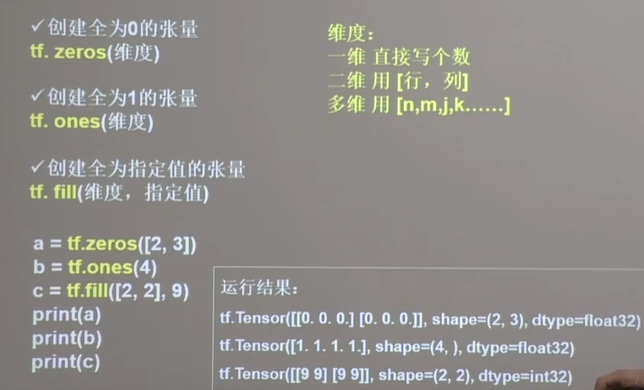 ✓创建全为0的张量
tf. zeros(维度)
✓创建全为1的张量
tf. ones(维度)
✓创建全为指定值的张量
tf. fill(维度，指定值)
维度：
一维 直接写个数
二维 用 [行，列]
多维 用 [n,m,j,k……]
a = tf.zeros([2, 3])
b = tf.ones(4)
c = tf.fill([2, 2], 9)
print(a)
print(b)
print(c)
运行结果：
tf.Tensor([[0. 0. 0.] [0. 0. 0.]], shape=(2, 3), dtype=float32)
tf.Tensor([1. 1. 1. 1.], shape=(4, ), dtype=float32)
tf.Tensor([[9 9] [9 9]], shape=(2, 2), dtype=int32)